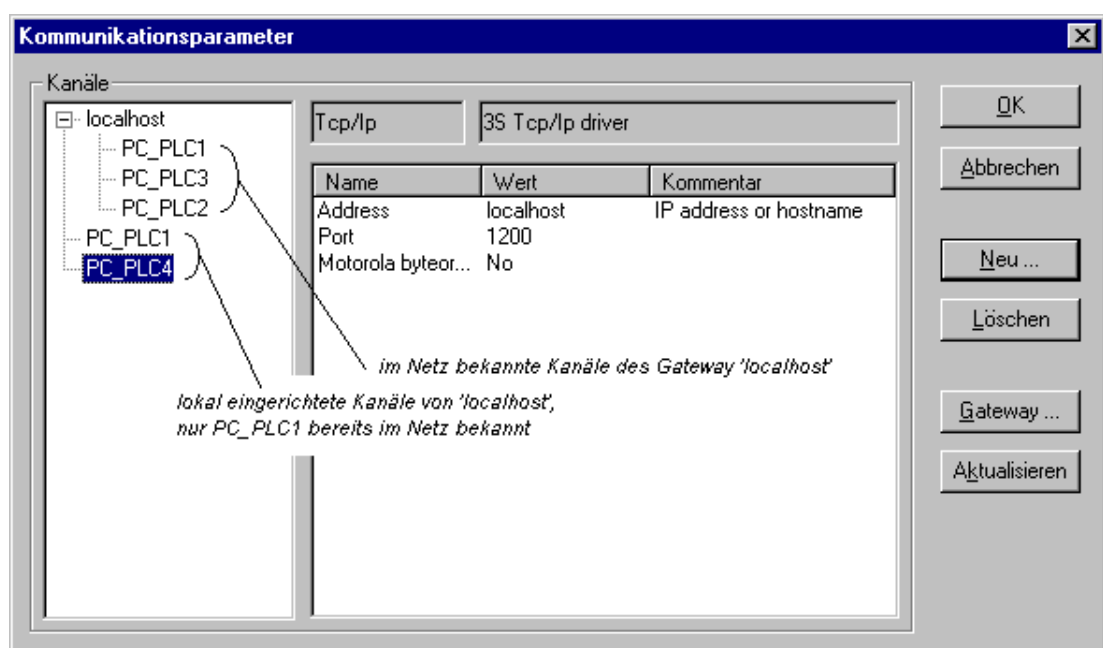 Kommunikationsparameter
Kanäle
localhost
PC_PLC1
PC_PLC3
PC_PLC2
PC_PLC1
PC_PLC4
Tcp/Ip 3S Tcp/Ip driver
Name Wert Kommentar
Address localhost IP address or hostname
Port 1200
Motorola byteor... No
im Netz bekannte Kanäle des Gateway 'localhost'
lokal eingerichtete Kanäle von 'localhost',
nur PC_PLC1 bereits im Netz bekannt
OK
Abbrechen
Neu ...
Löschen
Gateway ...
Aktualisieren